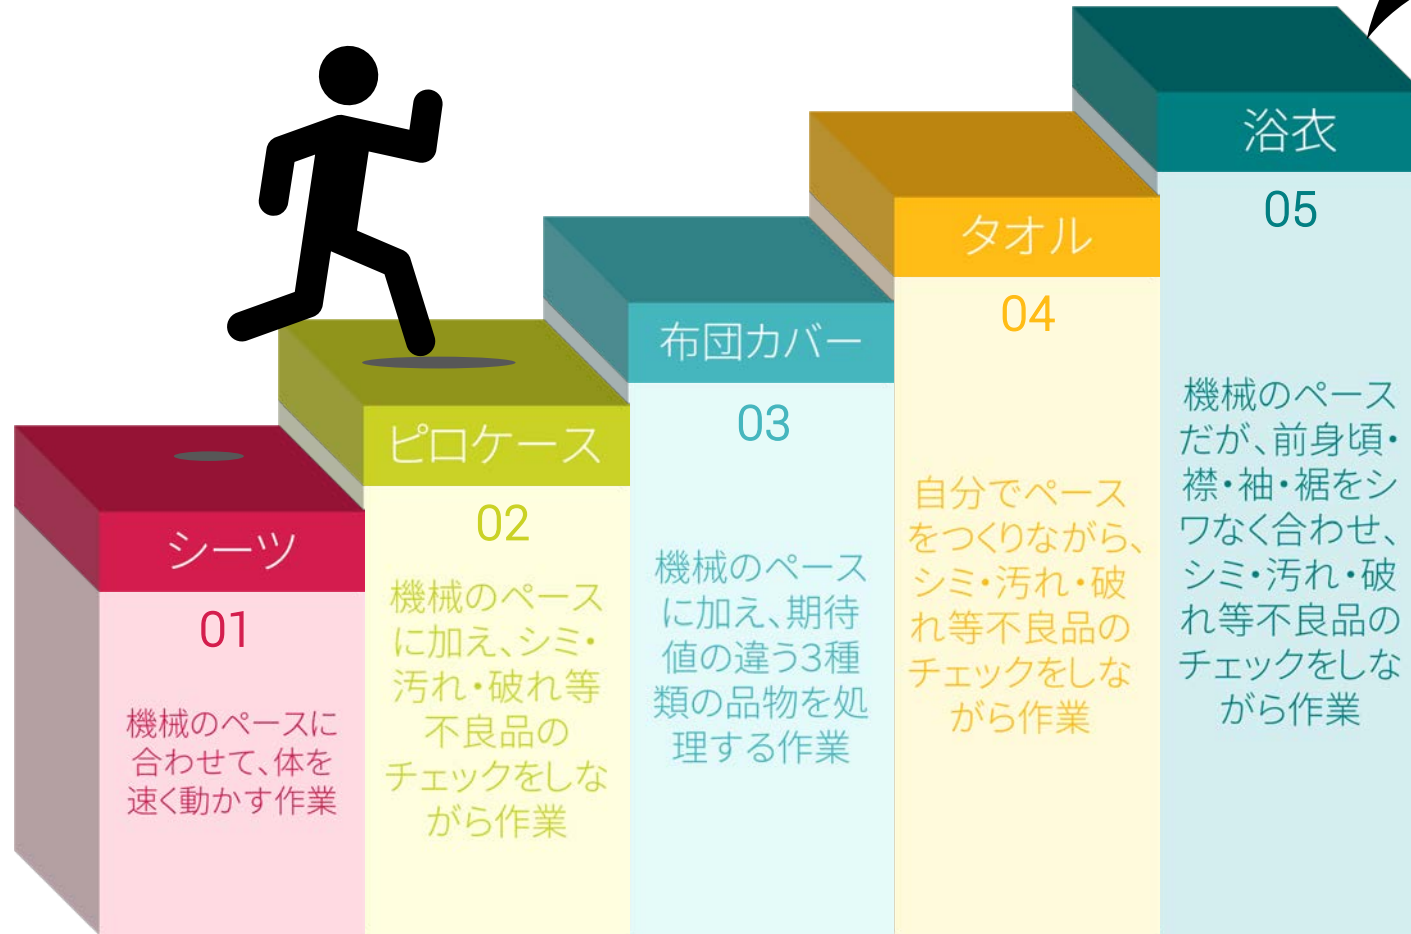 シーツ
01
機械のペースに
合わせて、体を
速く動かす作業
ピロケース
02
機械のペース
に加え、シミ・
汚れ・破れ等
不良品の
チェックをしな
がら作業
布団カバー
03
機械のペース
に加え、期待
値の違う3種
類の品物を処
理する作業
タオル
04
自分でペース
をつくりながら、
シミ・汚れ・破
れ等不良品の
チェックをしな
がら作業
浴衣
05
機械のペース
だが、前身頃・
襟・袖・裾をシ
ワなく合わせ、
シミ・汚れ・破
れ等不良品の
チェックをしな
がら作業